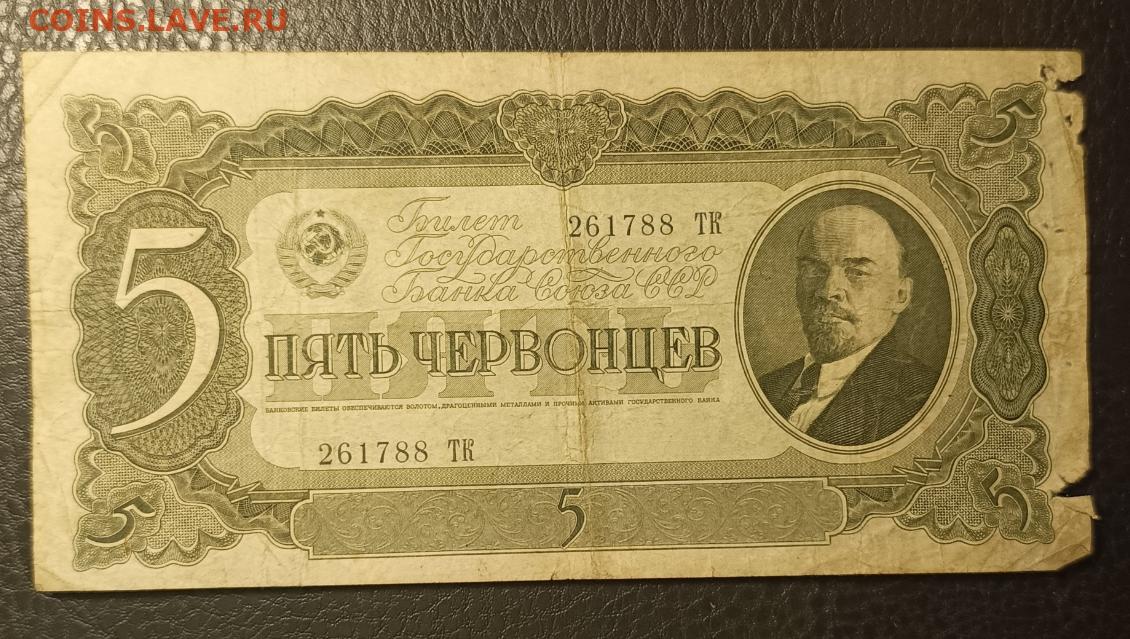 COINS.LAVE.RU
5 5
Билет 261788 ТК
Государственного
Банка Союза ССР
5
ПЯТЬ ЧЕРВОНЦЕВ
БАНКОВСКИЕ БИЛЕТЫ ОБЕСПЕЧИВАЮТСЯ ЗОЛОТОМ, ДРАГОЦЕННЫМИ МЕТАЛЛАМИ И ПРОЧИМИ АКТИВАМИ ГОСУДАРСТВЕННОГО БАНКА
261788 ТК
5 5 5